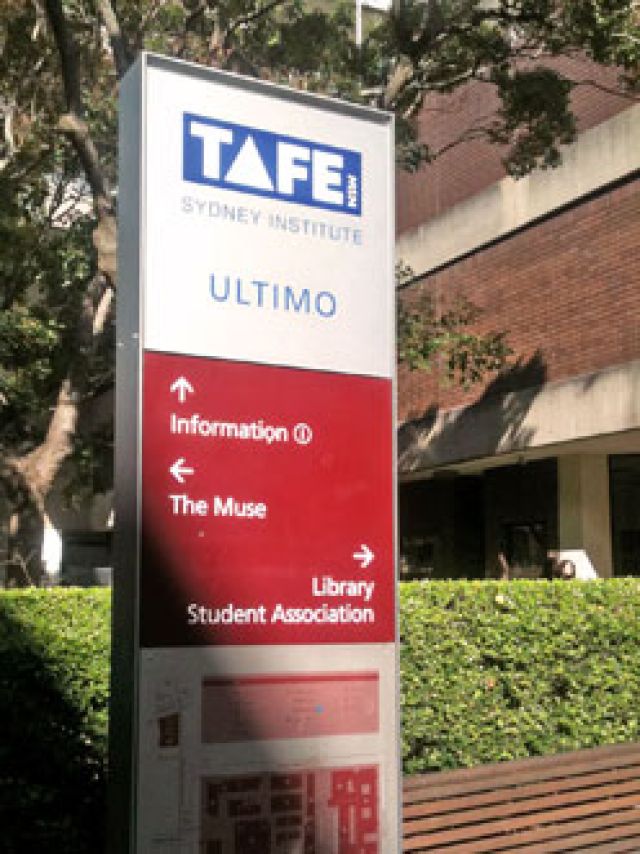 TAFE NSW
SYDNEY INSTITUTE
ULTIMO
Information
The Muse
Library
Student Association